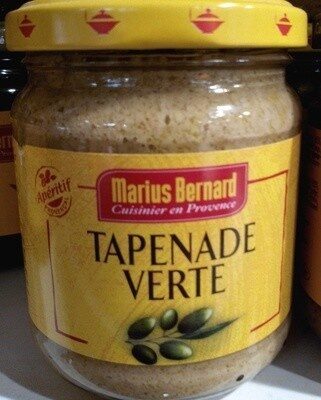 Apéritif
Marius Bernard
Cuisinier en Provence
TAPENADE
VERTE